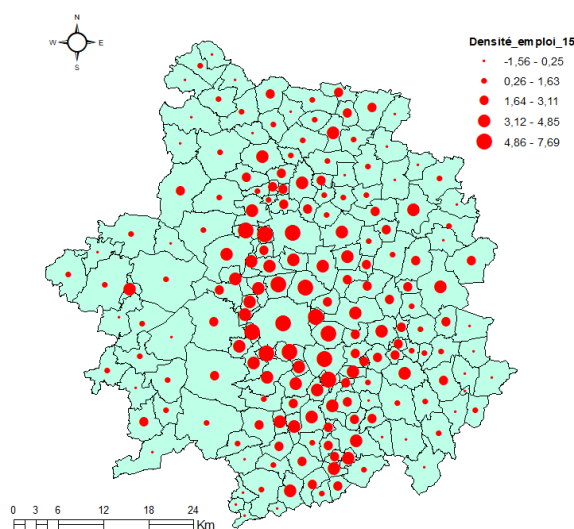 N
W E
S
Densité_emploi_15
-1,56 - 0,25
0,26 - 1,63
1,64 - 3,11
3,12 - 4,85
4,86 - 7,69
0 3 6 12 18 24
Km